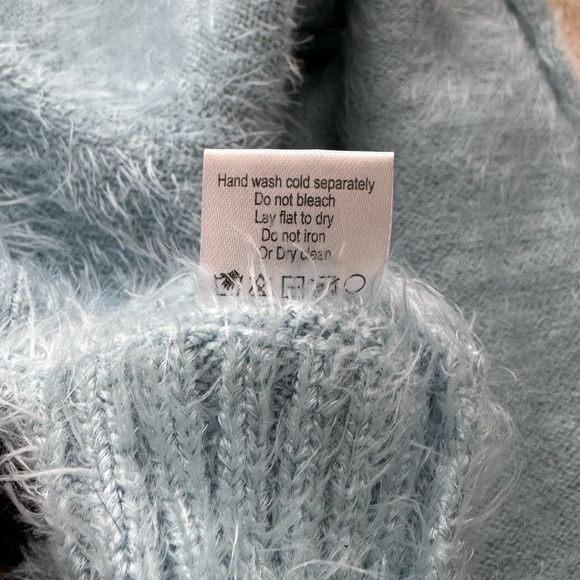 Hand wash cold separately
Do not bleach
Lay flat to dry
Do not iron
Or Dry clean